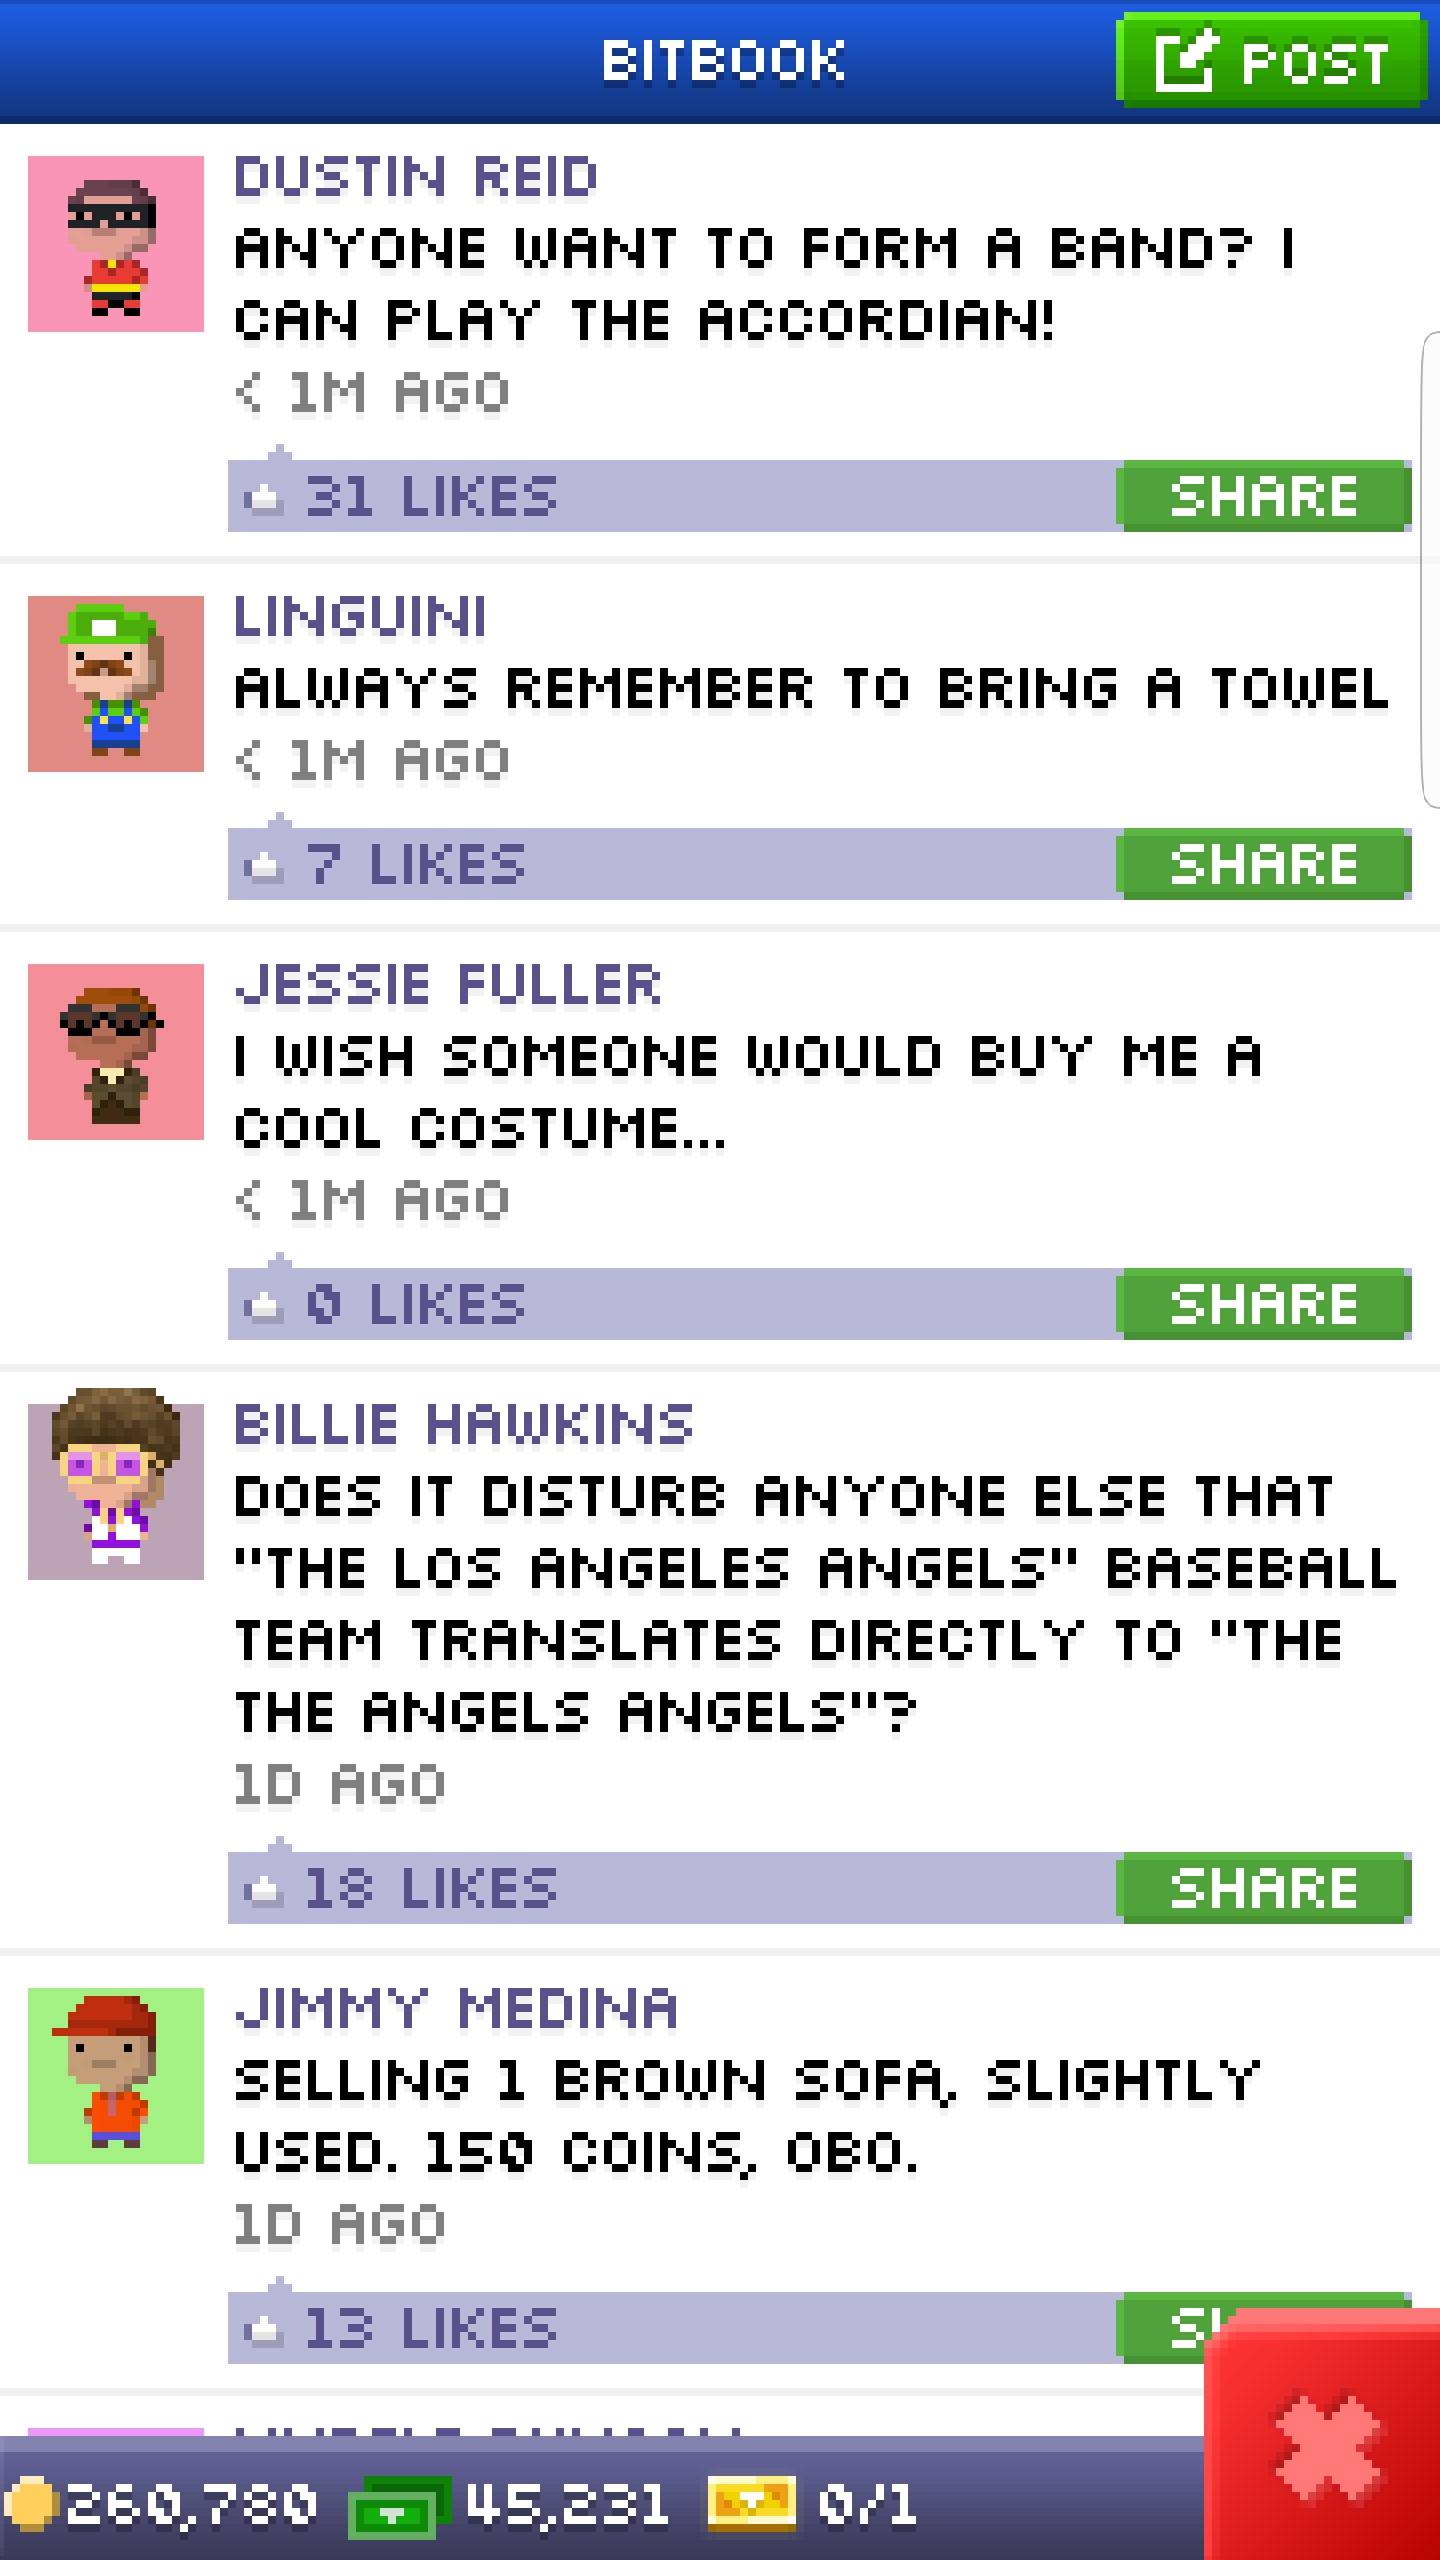 BITBOOK
POST
DUSTIN REID
ANYONE WANT TO FORM A BAND? I
CAN PLAY THE ACCORDIAN!
< 1M AGO
31 LIKES
SHARE
LINGUINI
ALWAYS REMEMBER TO BRING A TOWEL
< 1M AGO
7 LIKES
SHARE
JESSIE FULLER
I WISH SOMEONE WOULD BUY ME A
COOL COSTUME...
< 1M AGO
0 LIKES
SHARE
BILLIE HAWKINS
DOES IT DISTURB ANYONE ELSE THAT
"THE LOS ANGELES ANGELS" BASEBALL
TEAM TRANSLATES DIRECTLY TO "THE
THE ANGELS ANGELS"?
1D AGO
18 LIKES
SHARE
JIMMY MEDINA
SELLING 1 BROWN SOFA, SLIGHTLY
USED. 150 COINS, OBO.
1D AGO
13 LIKES
260,780 45,231 0/1